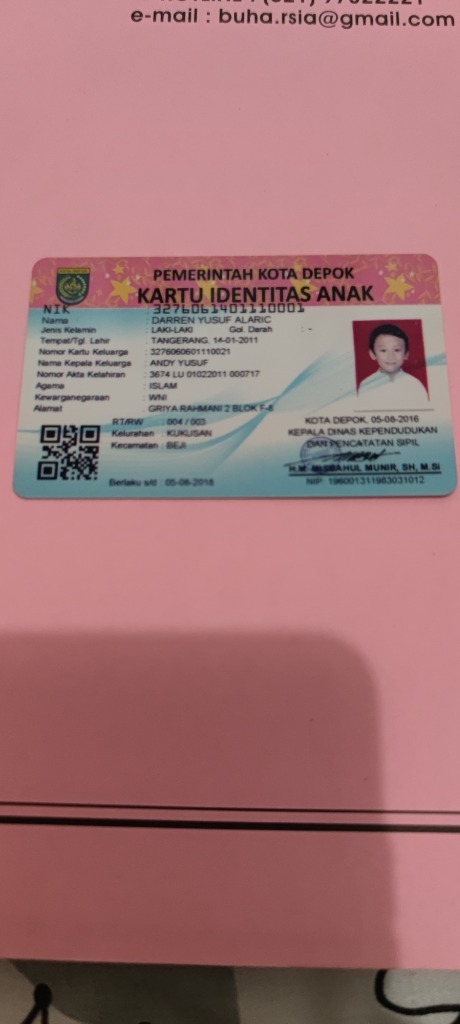 e-mail : buha.rsia@gmail.com
PEMERINTAH KOTA DEPOK
KARTU IDENTITAS ANAK
NIK : 3276061401110001
Nama : DARREN YUSUF ALARIC
Jenis Kelamin : LAKI-LAKI Gol. Darah : -
Tempat/Tgl. Lahir : TANGERANG, 14-01-2011
Nomor Kartu Keluarga : 3276060601110021
Nama Kepala Keluarga : ANDY YUSUF
Nomor Akta Kelahiran : 3674 LU 01022011 000717
Agama : ISLAM
Kewarganegaraan : WNI
Alamat : GRIYA RAHMANI 2 BLOK F-8
RT/RW : 004 / 003
Kelurahan : KUKUSAN
Kecamatan : BEJI
Berlaku s/d : 05-08-2018
KOTA DEPOK, 05-08-2016
KEPALA DINAS KEPENDUDUKAN
DAN PENCATATAN SIPIL
H.M. MISBAHUL MUNIR, SH, M.Si
NIP. 196001311983031012